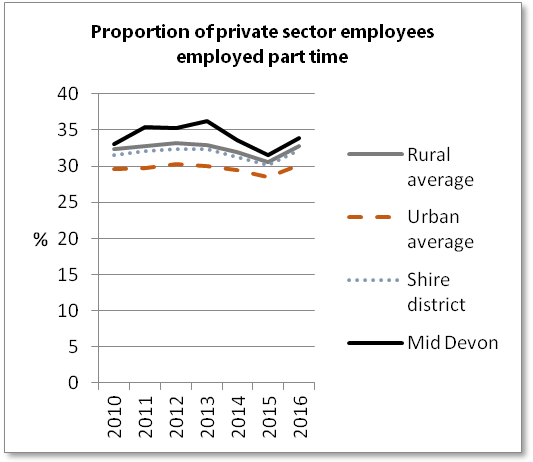 Proportion of private sector employees
employed part time
40
35
30
25
20
15
10
5
0
%
2010
2011
2012
2013
2014
2015
2016
Rural
average
Urban
average
Shire
district
Mid Devon